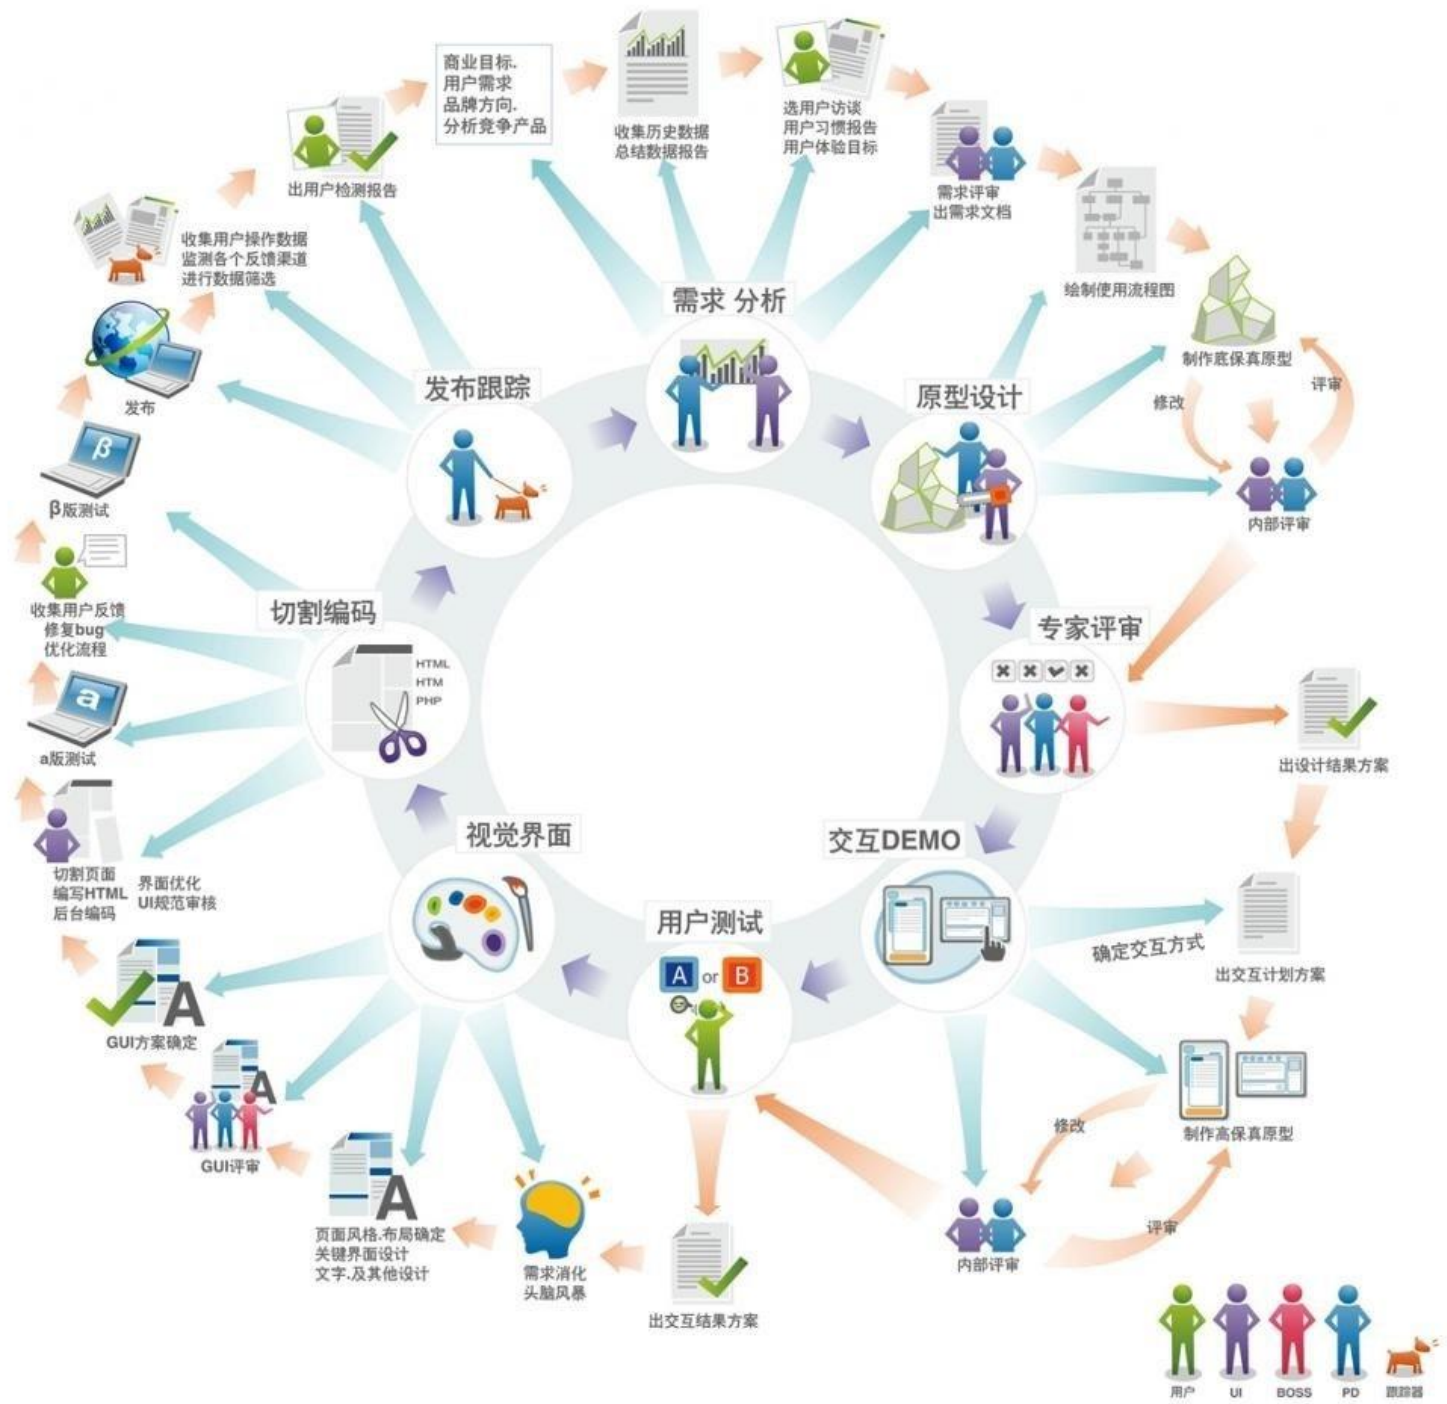 商业目标.
用户需求
品牌方向.
分析竞争产品
收集历史数据
总结数据报告
选用户访谈
用户习惯报告
用户体验目标
需求评审
出需求文档
绘制使用流程图
制作底保真原型
修改
评审
内部评审
出设计结果方案
出交互计划方案
确定交互方式
制作高保真原型
修改
评审
内部评审
出交互结果方案
需求消化
头脑风暴
页面风格.布局确定
关键界面设计
文字.及其他设计
A
GUI评审
A
GUI方案确定
A
界面优化
UI规范审核
切割页面
编写HTML
后台编码
a
a版测试
收集用户反馈
修复bug
优化流程
β
β版测试
发布
收集用户操作数据
监测各个反馈渠道
进行数据筛选
出用户检测报告
需求 分析
原型设计
专家评审
交互DEMO
用户测试
A or B
视觉界面
切割编码
HTML
HTM
PHP
发布跟踪
用户
UI
BOSS
PD
跟踪器